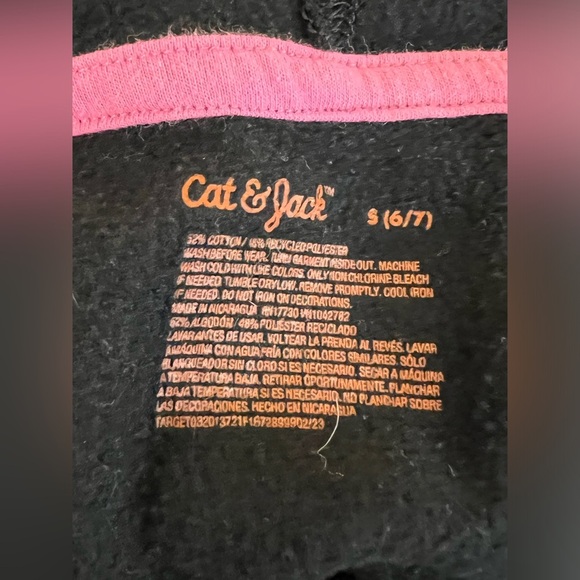 Cat & Jack™ S (6/7)
52% COTTON / 48% RECYCLED POLYESTER
WASH BEFORE WEAR. TURN GARMENT INSIDE OUT. MACHINE
WASH COLD WITH LIKE COLORS. ONLY NON CHLORINE BLEACH
IF NEEDED. TUMBLE DRY LOW. REMOVE PROMPTLY. COOL IRON
IF NEEDED. DO NOT IRON ON DECORATIONS.
MADE IN NICARAGUA RN17730 VN1042782
52% ALGODÓN / 48% POLIÉSTER RECICLADO
LAVAR ANTES DE USAR. VOLTEAR LA PRENDA AL REVÉS. LAVAR
A MÁQUINA CON AGUA FRÍA CON COLORES SIMILARES. SÓLO
BLANQUEADOR SIN CLORO SI ES NECESARIO. SECAR A MÁQUINA
A TEMPERATURA BAJA. RETIRAR OPORTUNAMENTE. PLANCHAR
A BAJA TEMPERATURA SI ES NECESARIO. NO PLANCHAR SOBRE
LAS DECORACIONES. HECHO EN NICARAGUA